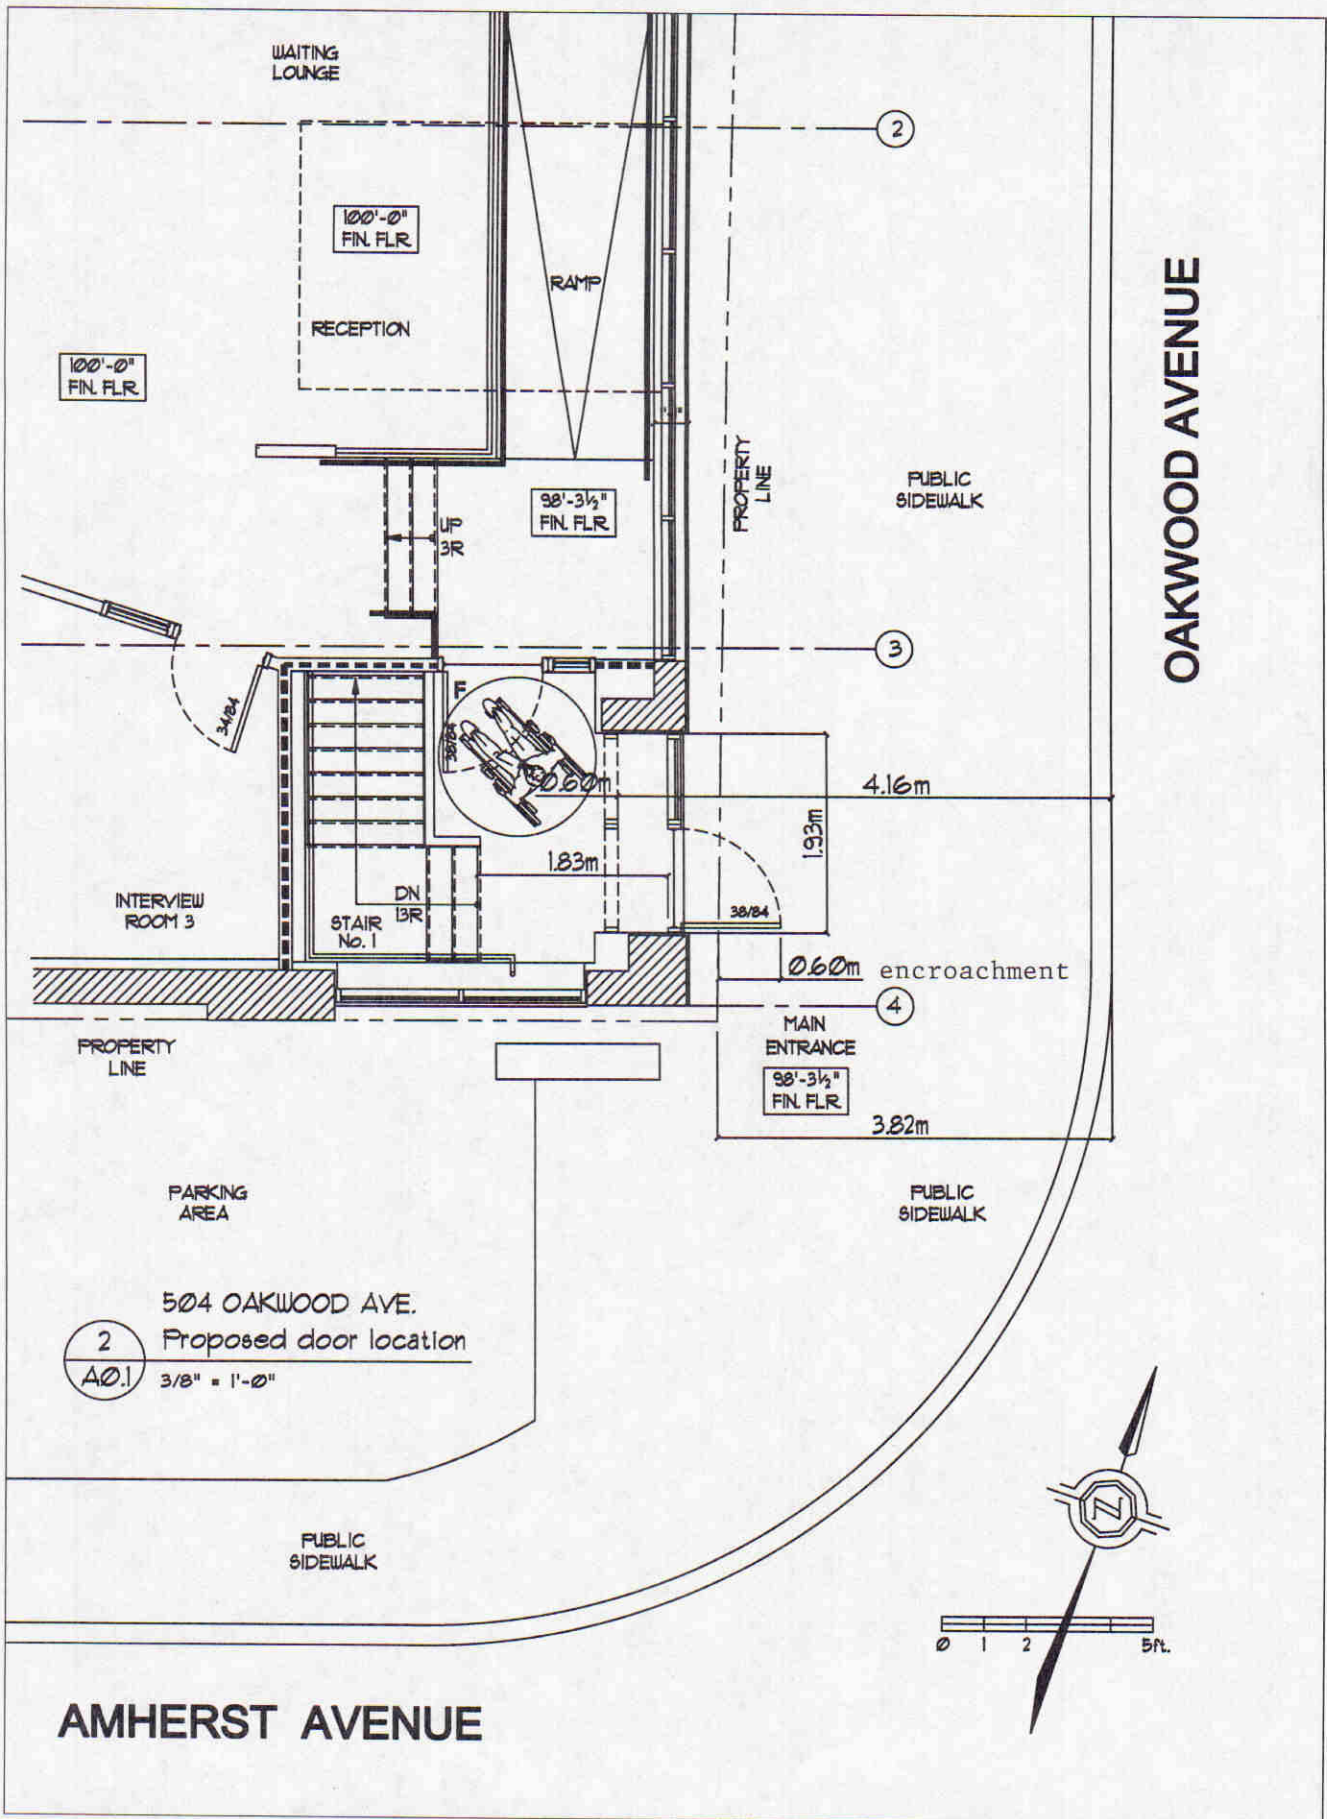 WAITING
LOUNGE
2
100'-0"
FIN. FLR.
RAMP
RECEPTION
100'-0"
FIN. FLR.
OAKWOOD AVENUE
PROPERTY
LINE
PUBLIC
SIDEWALK
98'-3½"
FIN. FLR.
UP
3R
3
34/84
38/84
0.60m
4.16m
1.93m
1.83m
INTERVIEW
ROOM 3
DN
13R
STAIR
No. 1
38/84
0.60m encroachment
4
MAIN
ENTRANCE
98'-3½"
FIN. FLR.
PROPERTY
LINE
3.82m
PARKING
AREA
PUBLIC
SIDEWALK
504 OAKWOOD AVE.
2
Proposed door location
A0.1
3/8" = 1'-0"
N
PUBLIC
SIDEWALK
0 1 2 5ft.
AMHERST AVENUE